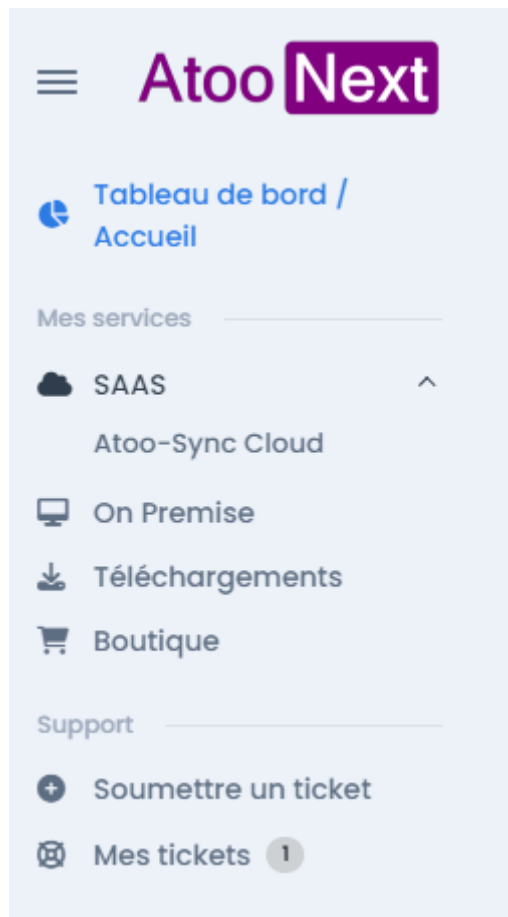 Atoo Next
Tableau de bord /
Accueil
Mes services
SAAS
Atoo-Sync Cloud
On Premise
Téléchargements
Boutique
Support
Soumettre un ticket
Mes tickets 1